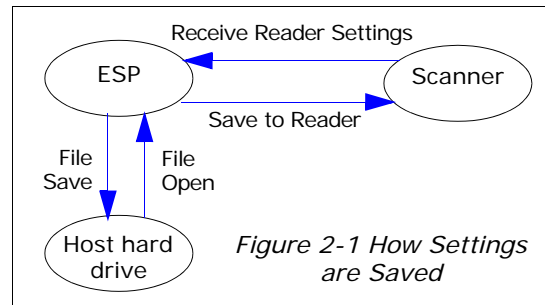 Receive Reader Settings
ESP
Scanner
Save to Reader
File
Save
File
Open
Host hard
drive
Figure 2-1 How Settings
are Saved